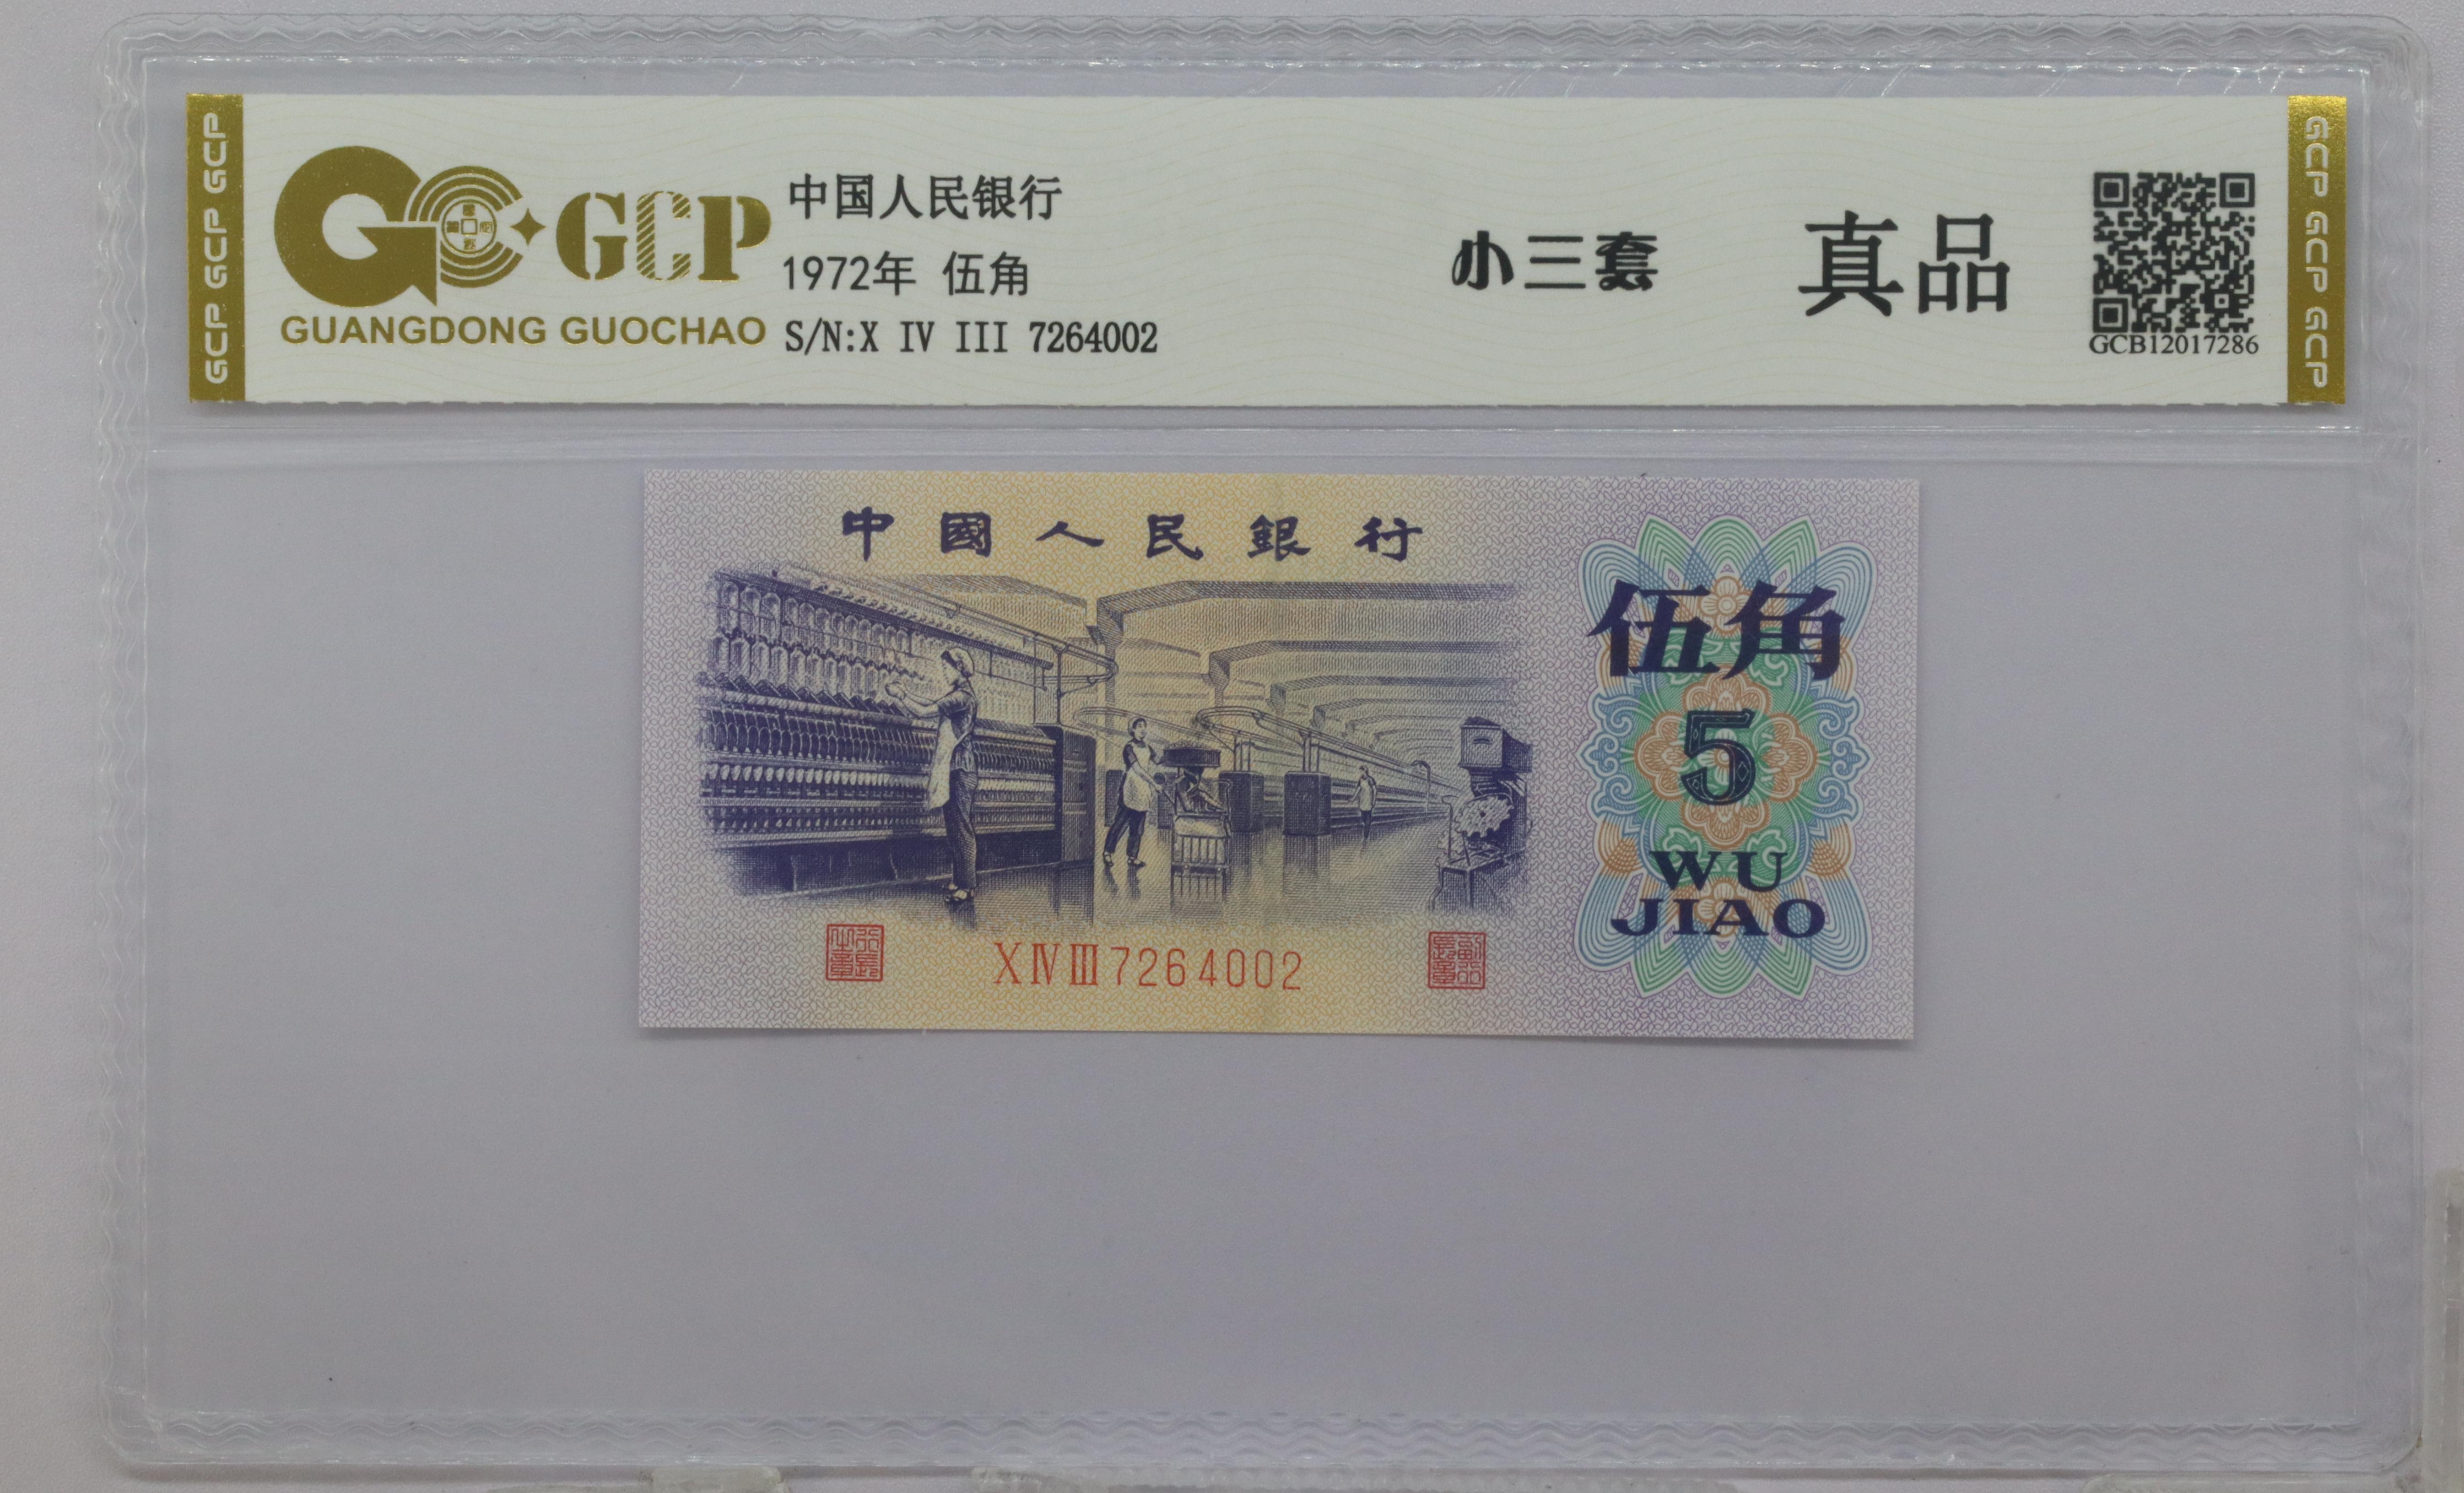 GCP GCP GCP
GCP
GUANGDONG GUOCHAO
中国人民银行
1972年 伍角
S/N:X IV III 7264002
小三套
真品
GCB12017286
GCP GCP GCP
中國人民銀行
伍角
5
WU
JIAO
X IV III 7264002